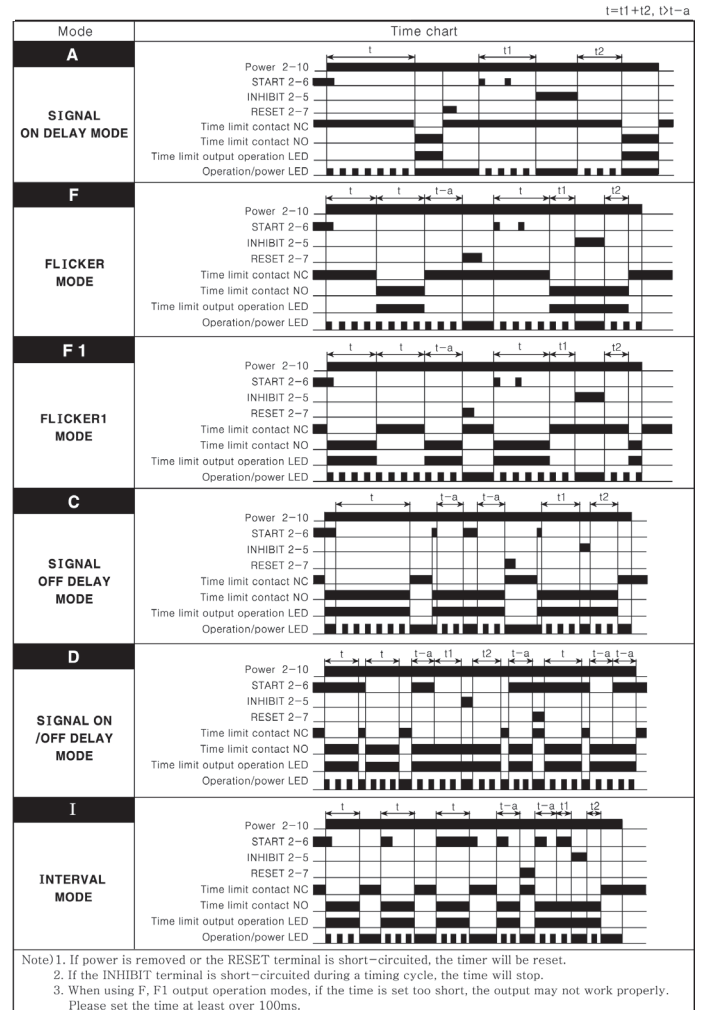 t=t1+t2, t>t-a
Mode Time chart
A
SIGNAL
ON DELAY MODE
t t1 t2
Power 2-10
START 2-6
INHIBIT 2-5
RESET 2-7
Time limit contact NC
Time limit contact NO
Time limit output operation LED
Operation/power LED
F
FLICKER
MODE
t t t-a t t1 t2
Power 2-10
START 2-6
INHIBIT 2-5
RESET 2-7
Time limit contact NC
Time limit contact NO
Time limit output operation LED
Operation/power LED
F 1
FLICKER1
MODE
t t t-a t t1 t2
Power 2-10
START 2-6
INHIBIT 2-5
RESET 2-7
Time limit contact NC
Time limit contact NO
Time limit output operation LED
Operation/power LED
C
SIGNAL
OFF DELAY
MODE
t t-a t-a t1 t2
Power 2-10
START 2-6
INHIBIT 2-5
RESET 2-7
Time limit contact NC
Time limit contact NO
Time limit output operation LED
Operation/power LED
D
SIGNAL ON
/OFF DELAY
MODE
t t t-a t1 t2 t-a t t-a t-a
Power 2-10
START 2-6
INHIBIT 2-5
RESET 2-7
Time limit contact NC
Time limit contact NO
Time limit output operation LED
Operation/power LED
I
INTERVAL
MODE
t t t t-a t-a t1 t2
Power 2-10
START 2-6
INHIBIT 2-5
RESET 2-7
Time limit contact NC
Time limit contact NO
Time limit output operation LED
Operation/power LED
Note)1. If power is removed or the RESET terminal is short-circuited, the timer will be reset.
2. If the INHIBIT terminal is short-circuited during a timing cycle, the time will stop.
3. When using F, F1 output operation modes, if the time is set too short, the output may not work properly.
Please set the time at least over 100ms.